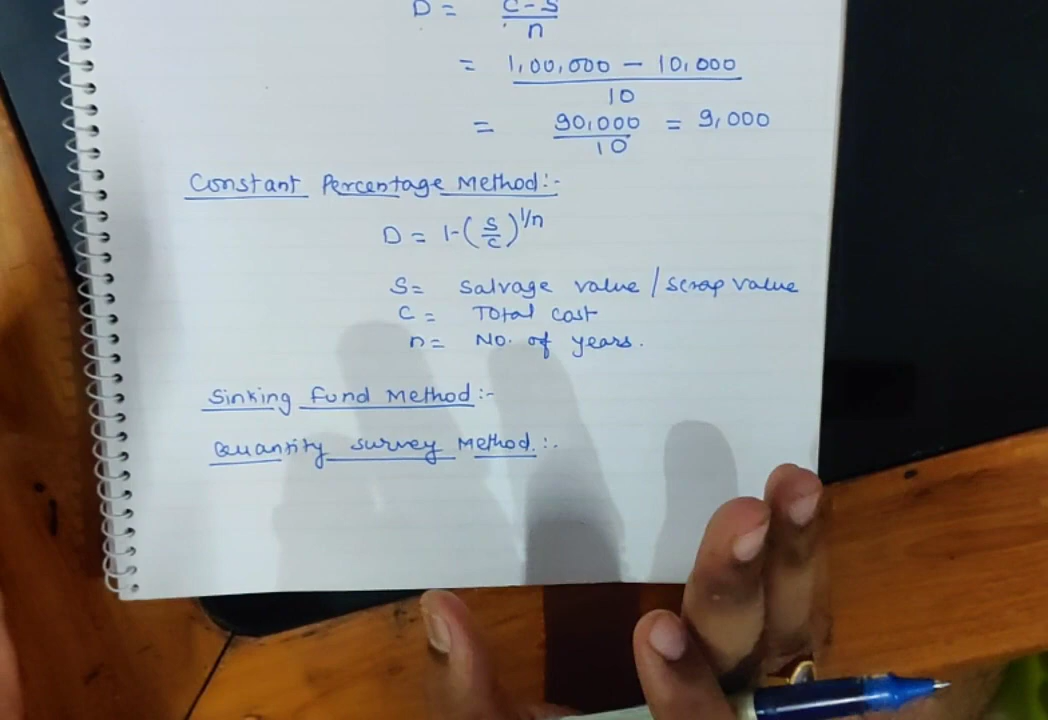 D = C - S
n
= 1,00,000 - 10,000
10
= 90,000 = 9,000
10
Constant Percentage Method:-
D = 1-(S/C)^1/n
S = Salvage value / Scrap value
C = Total cost
n = No. of years.
Sinking Fund Method:-
Quantity survey Method.:-